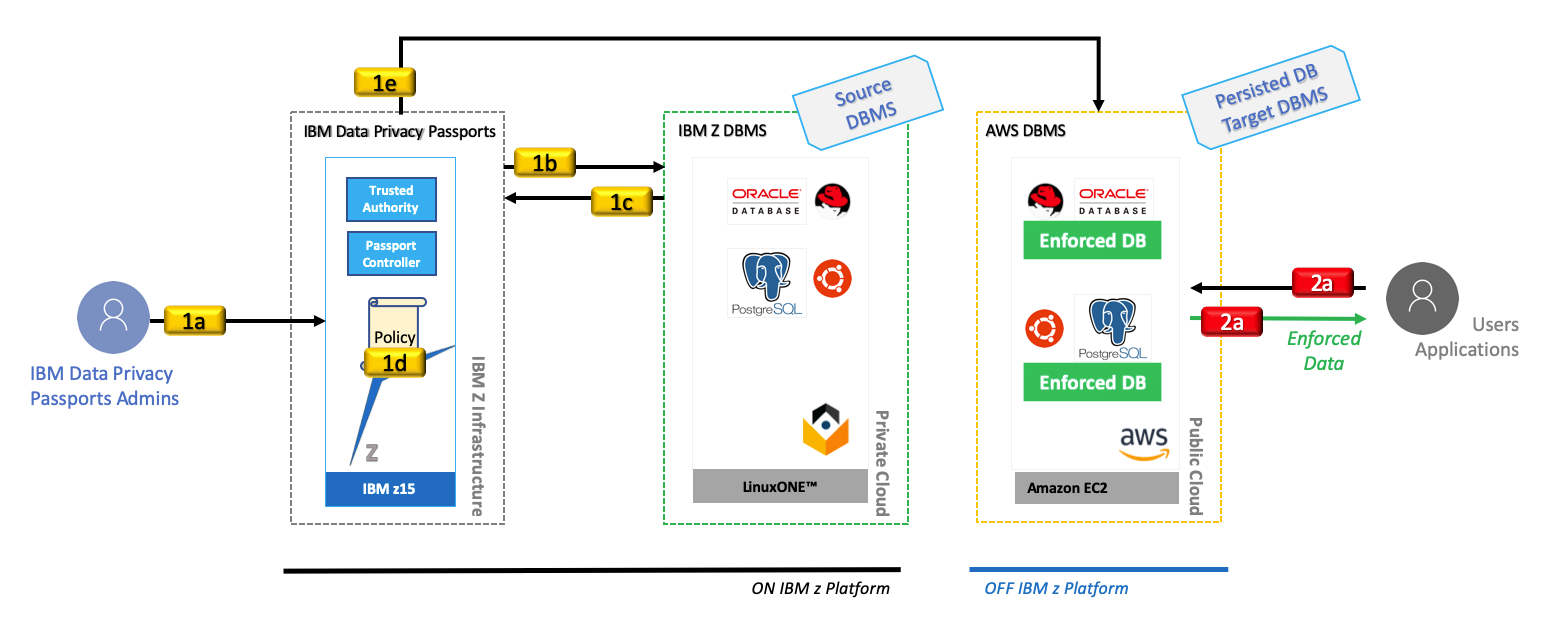 1e
Source
DBMS
Persisted DB
Target DBMS
IBM Data Privacy Passports
IBM Z DBMS
AWS DBMS
1b
1c
Trusted
Authority
Passport
Controller
ORACLE®
DATABASE
PostgreSQL
ORACLE®
DATABASE
Enforced DB
PostgreSQL
Enforced DB
1a
Policy
1d
IBM Data Privacy
Passports Admins
Z
IBM z15
IBM Z Infrastructure
LinuxONE™
Private Cloud
aws
Amazon EC2
Public Cloud
2a
2a
Enforced
Data
Users
Applications
ON IBM z Platform
OFF IBM z Platform